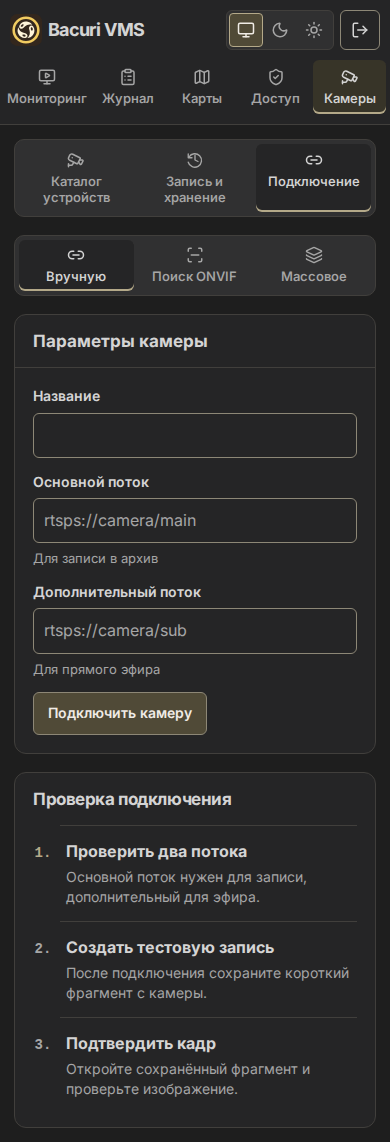 Bacuri VMS
Мониторинг Журнал Карты Доступ Камеры
Каталог устройств
Запись и хранение
Подключение
Вручную Поиск ONVIF Массовое
Параметры камеры
Название
Основной поток
rtsps://camera/main
Для записи в архив
Дополнительный поток
rtsps://camera/sub
Для прямого эфира
Подключить камеру
Проверка подключения
1. Проверить два потока
Основной поток нужен для записи,
дополнительный для эфира.
2. Создать тестовую запись
После подключения сохраните короткий
фрагмент с камеры.
3. Подтвердить кадр
Откройте сохранённый фрагмент и
проверьте изображение.